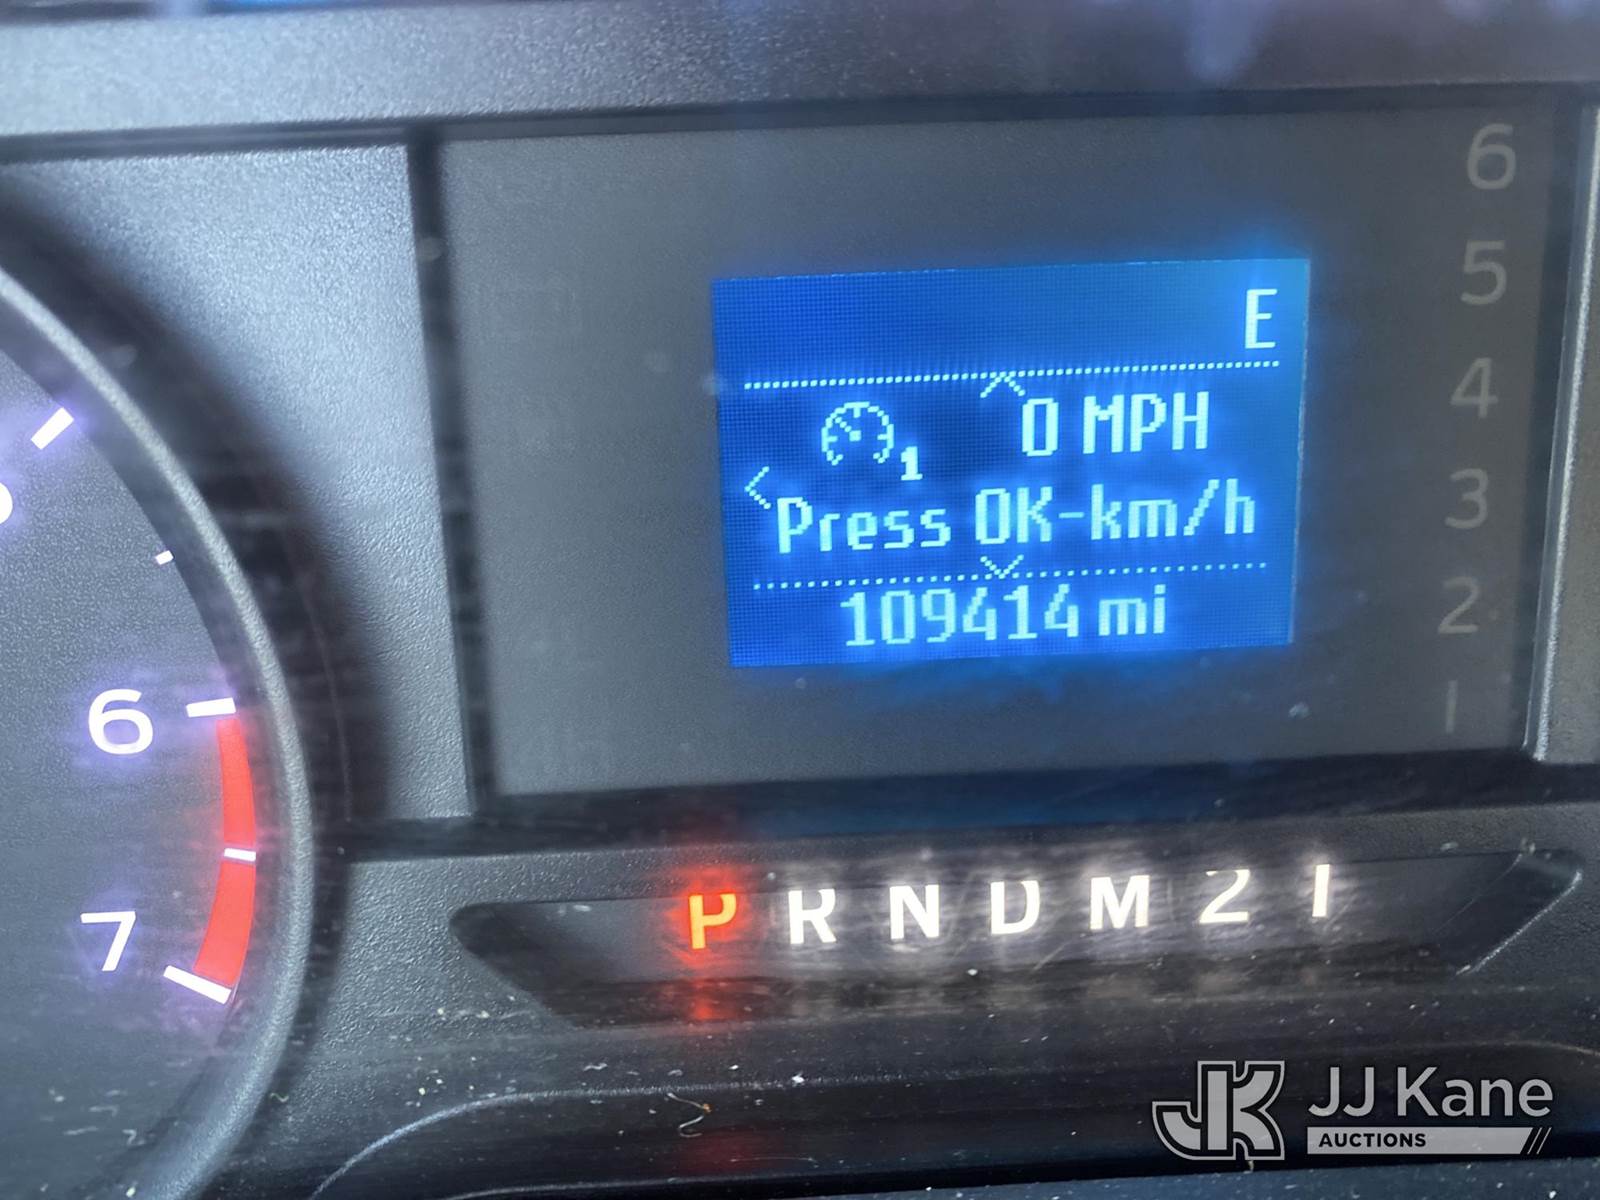 E
0 MPH
1
Press OK-km/h
109414 mi
6
5
4
3
2
1
6
7
P R N D M 2 1
JK JJ Kane
AUCTIONS